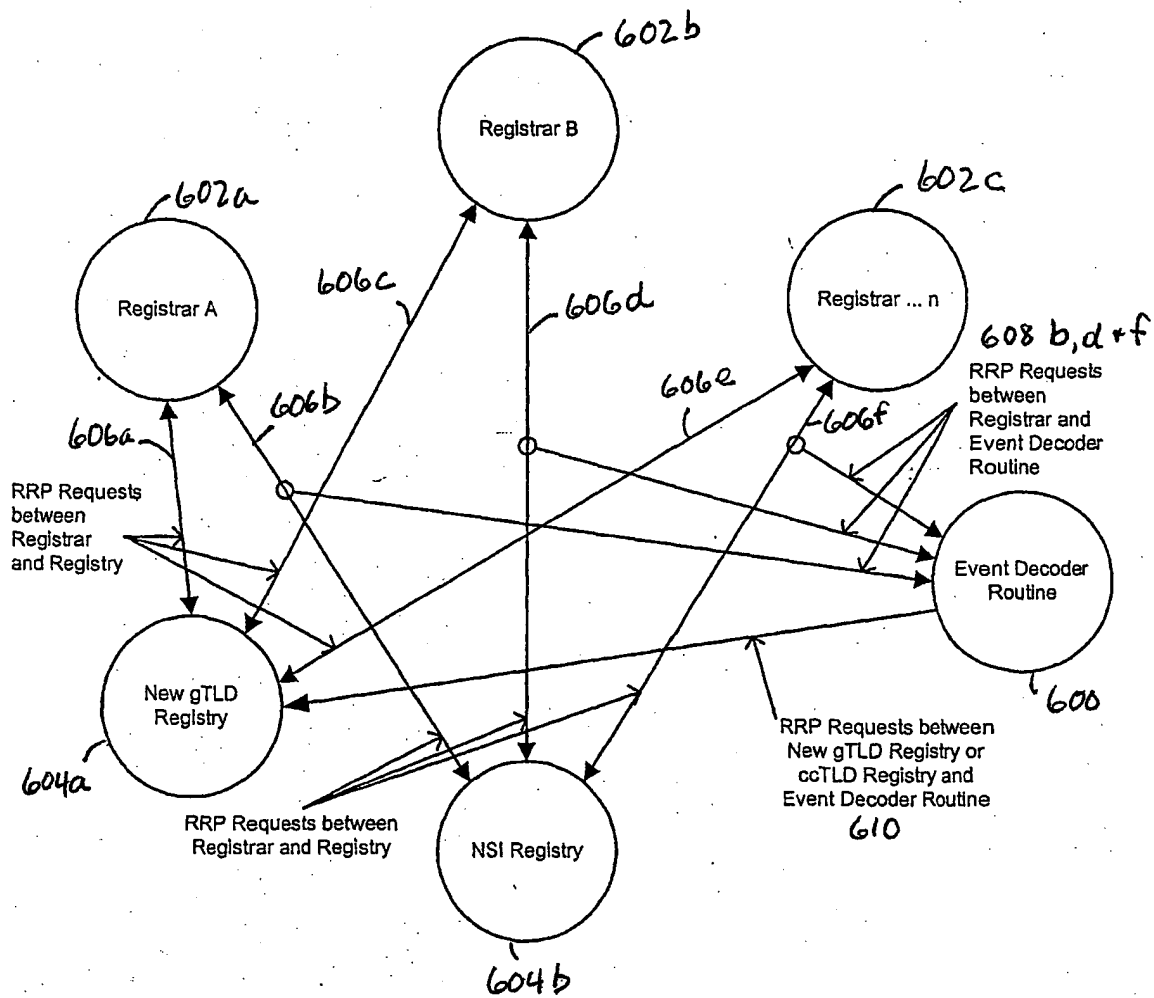 602b
Registrar B
602a
602c
Registrar A
606c
606d
Registrar ... n
608 b,d + f
RRP Requests
between
Registrar and
Event Decoder
Routine
606e
606b
606f
606a
RRP Requests
between
Registrar
and Registry
Event Decoder
Routine
New gTLD
Registry
600
RRP Requests between
New gTLD Registry or
ccTLD Registry and
Event Decoder Routine
610
604a
RRP Requests between
Registrar and Registry
NSI Registry
604b